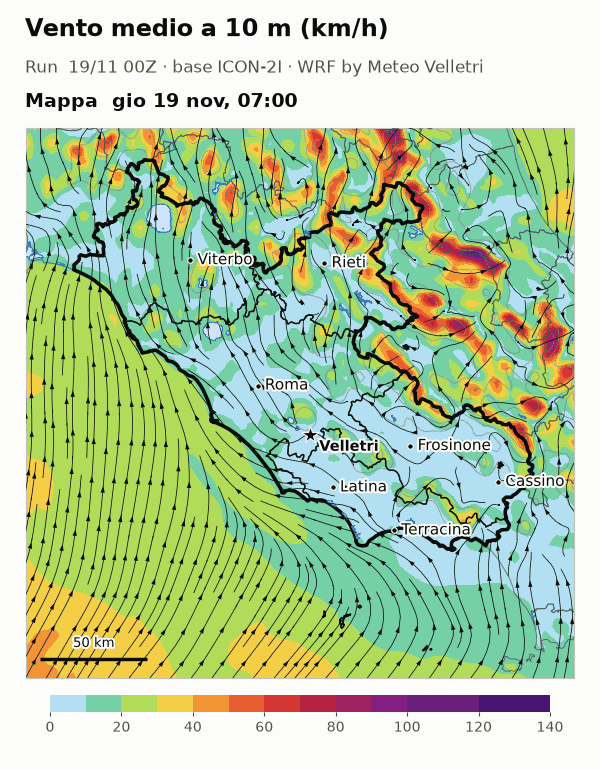 Vento medio a 10 m (km/h)
Run  19/11 00Z · base ICON-2I · WRF by Meteo Velletri
Mappa  gio 19 nov, 07:00
Viterbo
Rieti
Roma
Velletri
Frosinone
Latina
Cassino
Terracina
50 km
0 20 40 60 80 100 120 140